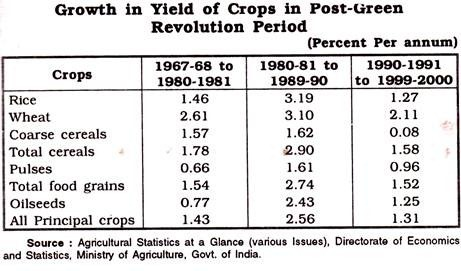 Growth in Yield of Crops in Post-Green
Revolution Period
(Percent Per annum)
Crops 1967-68 to 1980-1981 1980-81 to 1989-90 1990-1991 to 1999-2000
Rice 1.46 3.19 1.27
Wheat 2.61 3.10 2.11
Coarse cereals 1.57 1.62 0.08
Total cereals 1.78 2.90 1.58
Pulses 0.66 1.61 0.96
Total food grains 1.54 2.74 1.52
Oilseeds 0.77 2.43 1.25
All Principal crops 1.43 2.56 1.31
Source : Agricultural Statistics at a Glance (various Issues), Directorate of Economics
and Statistics, Ministry of Agriculture, Govt. of India.